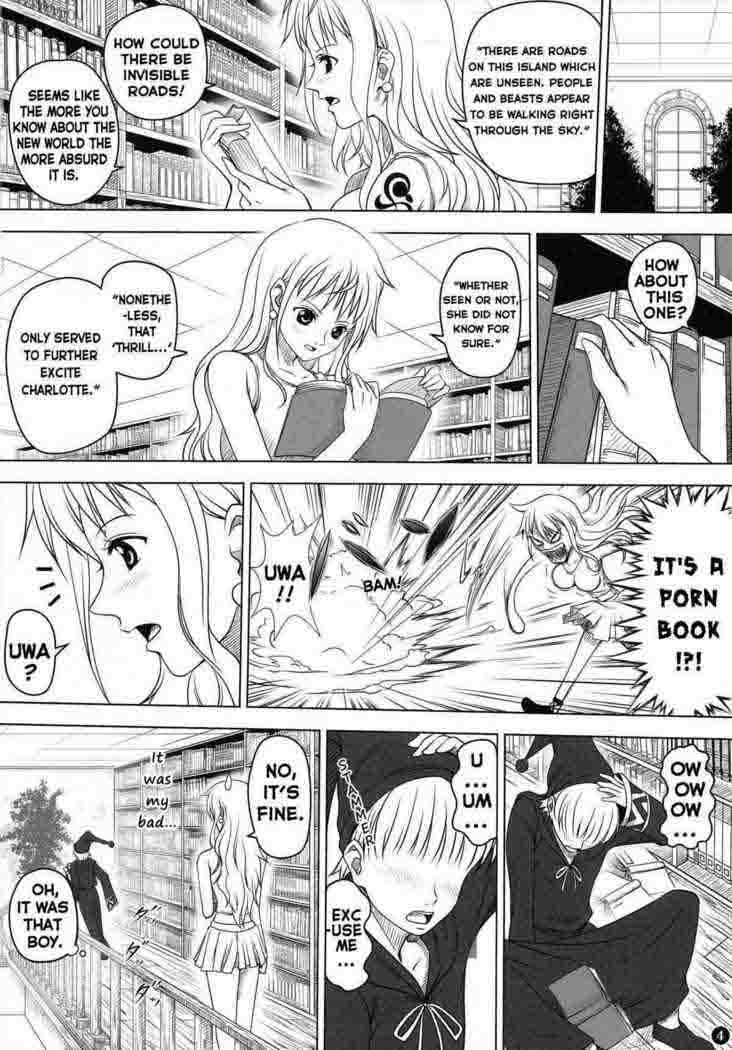 "THERE ARE ROADS
ON THIS ISLAND WHICH
ARE UNSEEN. PEOPLE
AND BEASTS APPEAR
TO BE WALKING RIGHT
THROUGH THE SKY."
HOW COULD
THERE BE
INVISIBLE
ROADS!
SEEMS LIKE
THE MORE YOU
KNOW ABOUT THE
NEW WORLD THE
MORE ABSURD
IT IS.
HOW
ABOUT
THIS
ONE?
"WHETHER
SEEN OR NOT,
SHE DID NOT
KNOW FOR
SURE."
"NONETHE
-LESS,
THAT
'THRILL...'
ONLY SERVED
TO FURTHER
EXCITE
CHARLOTTE."
IT'S A
PORN
BOOK
!?!
BAM!
UWA
!!
UWA
?
OW
OW
OW
...
U
...
UM...
STAMMER
EXC
-USE
ME
...
NO,
IT'S
FINE.
It
was
my
bad...
OH,
IT WAS
THAT
BOY.
ダッ
ダッ
4